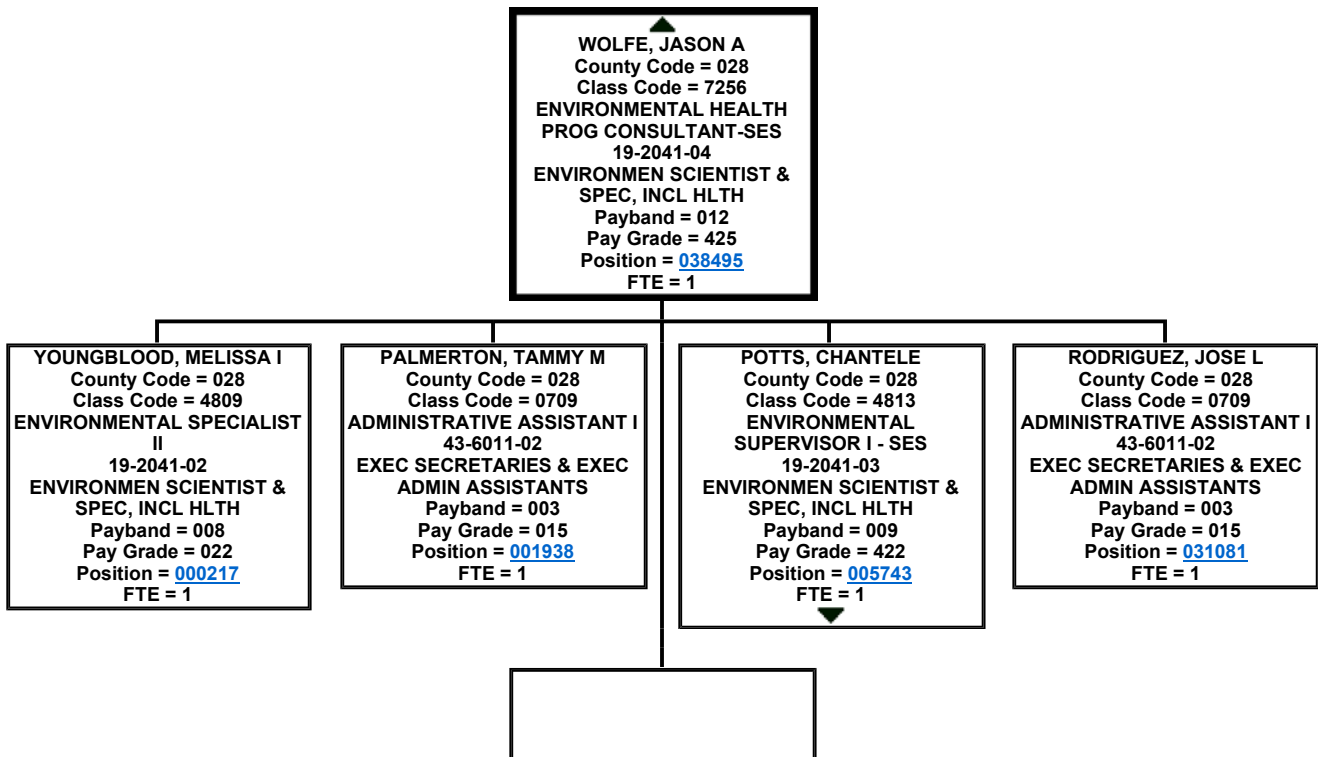 WOLFE, JASON A
County Code = 028
Class Code = 7256
ENVIRONMENTAL HEALTH
PROG CONSULTANT-SES
19-2041-04
ENVIRONMEN SCIENTIST &
SPEC, INCL HLTH
Payband = 012
Pay Grade = 425
Position = 038495
FTE = 1
YOUNGBLOOD, MELISSA I
County Code = 028
Class Code = 4809
ENVIRONMENTAL SPECIALIST
II
19-2041-02
ENVIRONMEN SCIENTIST &
SPEC, INCL HLTH
Payband = 008
Pay Grade = 022
Position = 000217
FTE = 1
PALMERTON, TAMMY M
County Code = 028
Class Code = 0709
ADMINISTRATIVE ASSISTANT I
43-6011-02
EXEC SECRETARIES & EXEC
ADMIN ASSISTANTS
Payband = 003
Pay Grade = 015
Position = 001938
FTE = 1
POTTS, CHANTELE
County Code = 028
Class Code = 4813
ENVIRONMENTAL
SUPERVISOR I - SES
19-2041-03
ENVIRONMEN SCIENTIST &
SPEC, INCL HLTH
Payband = 009
Pay Grade = 422
Position = 005743
FTE = 1
RODRIGUEZ, JOSE L
County Code = 028
Class Code = 0709
ADMINISTRATIVE ASSISTANT I
43-6011-02
EXEC SECRETARIES & EXEC
ADMIN ASSISTANTS
Payband = 003
Pay Grade = 015
Position = 031081
FTE = 1